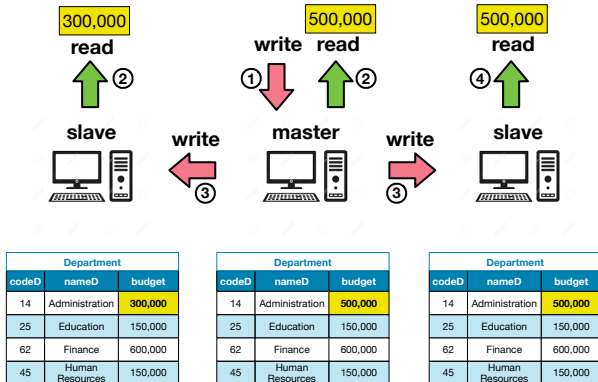 300,000
500,000
500,000
read
write read
read
② ① ② ④
slave
master
slave
write
write
③
③
Department
codeD nameD budget
14 Administration 300,000
25 Education 150,000
62 Finance 600,000
45 Human Resources 150,000
Department
codeD nameD budget
14 Administration 500,000
25 Education 150,000
62 Finance 600,000
45 Human Resources 150,000
Department
codeD nameD budget
14 Administration 500,000
25 Education 150,000
62 Finance 600,000
45 Human Resources 150,000